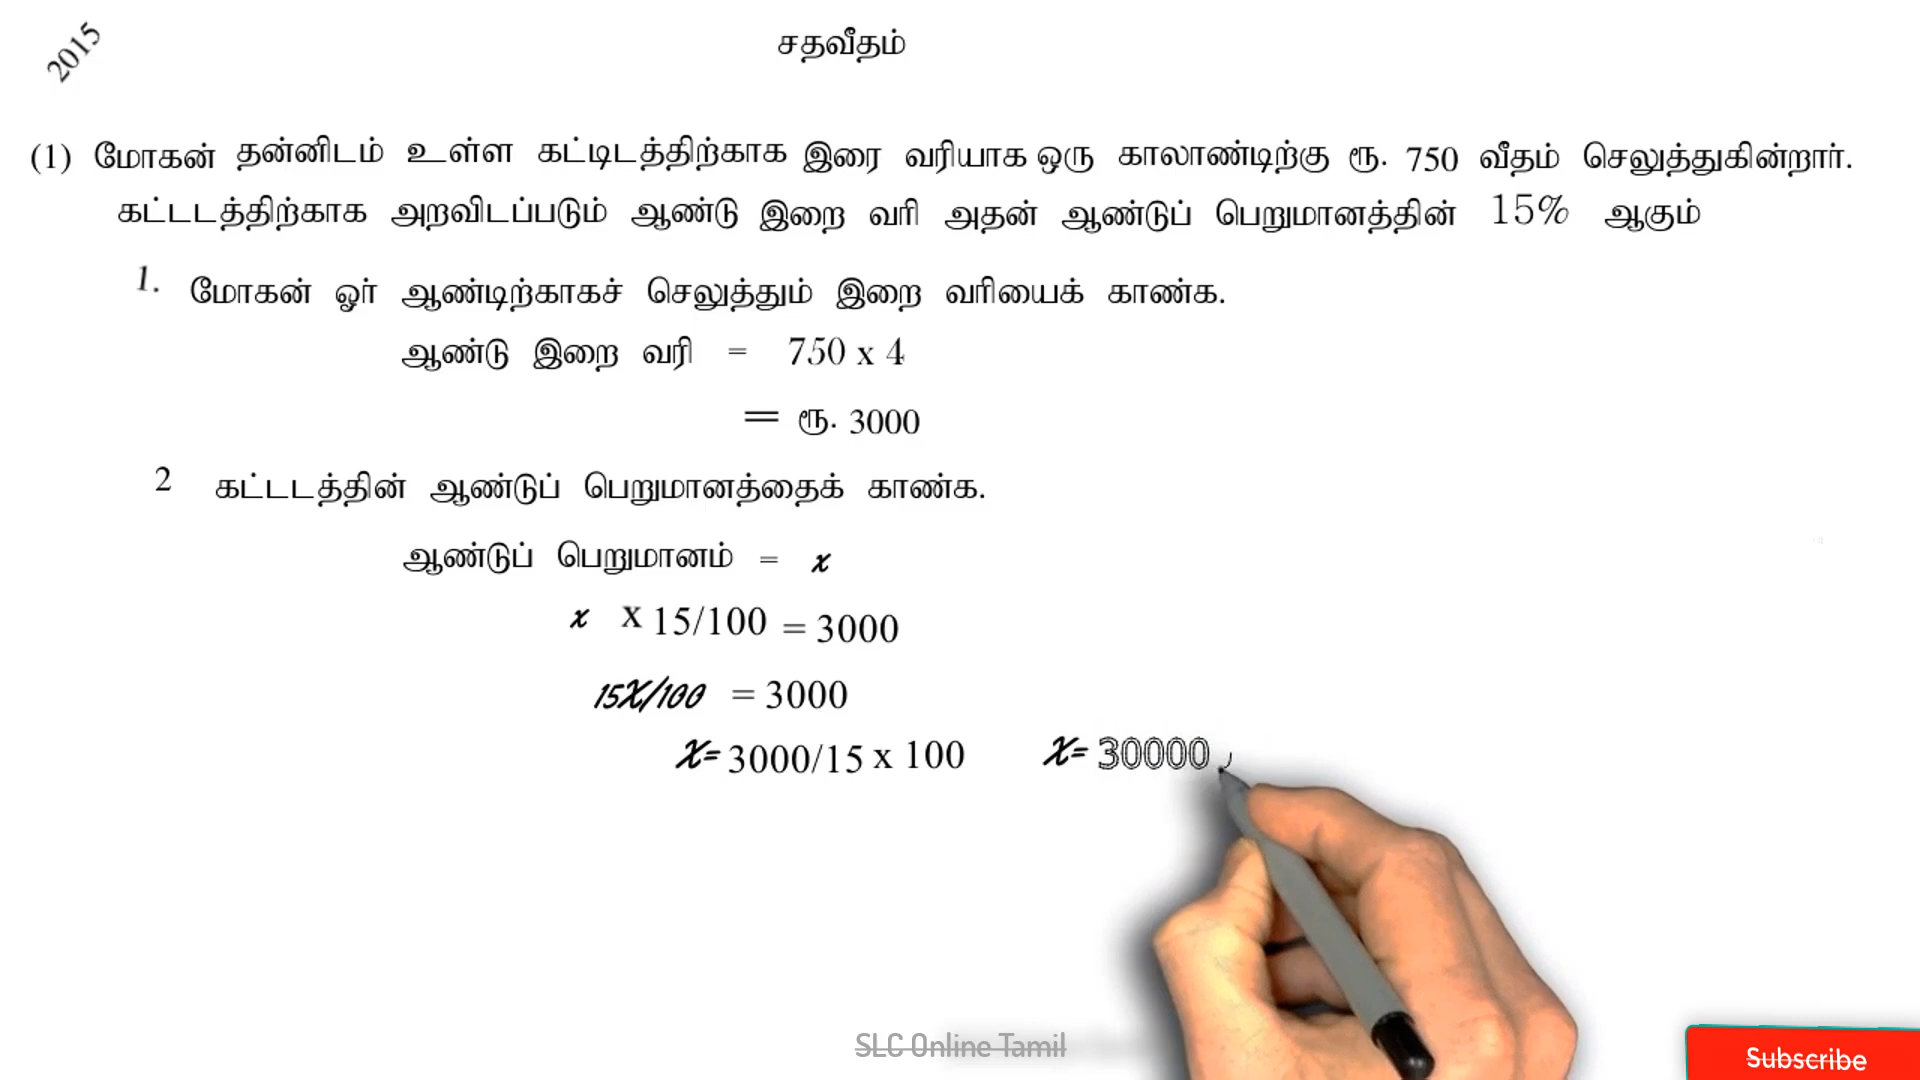 2015
சதவீதம்
(1) மோகன் தன்னிடம் உள்ள கட்டிடத்திற்காக இரை வரியாக ஒரு காலாண்டிற்கு ரூ. 750 வீதம் செலுத்துகின்றார்.
கட்டடத்திற்காக அறவிடப்படும் ஆண்டு இறை வரி அதன் ஆண்டுப் பெறுமானத்தின் 15% ஆகும்
1. மோகன் ஓர் ஆண்டிற்காகச் செலுத்தும் இறை வரியைக் காண்க.
ஆண்டு இறை வரி = 750 x 4
= ரூ. 3000
2 கட்டடத்தின் ஆண்டுப் பெறுமானத்தைக் காண்க.
ஆண்டுப் பெறுமானம் = x
x x 15/100 = 3000
15X/100 = 3000
X= 3000/15 x 100 X= 30000
SLC Online Tamil
Subscribe